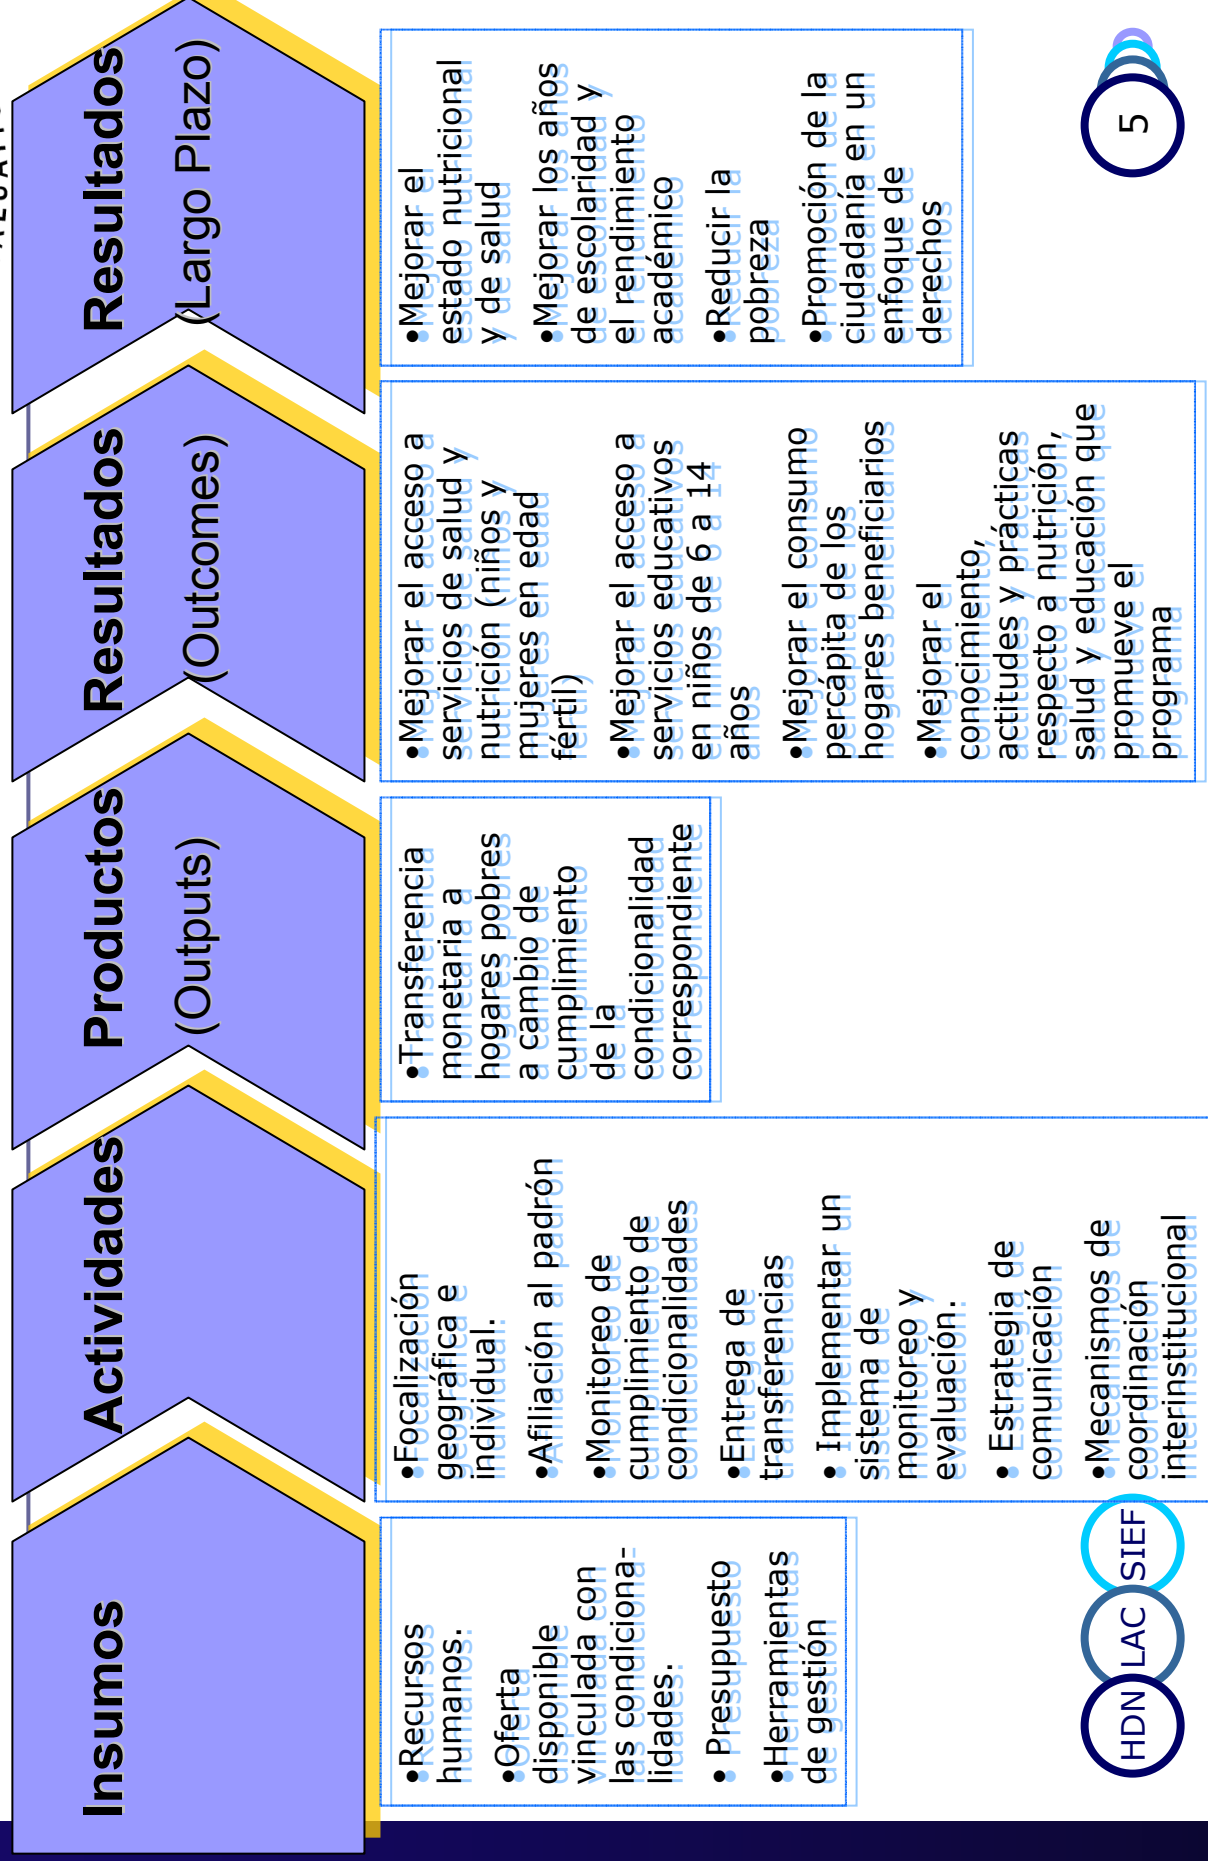 Insumos
•Recursos
humanos.
•Oferta
disponible
vinculada con
las condiciona-
lidades.
• Presupuesto
•Herramientas
de gestión
Actividades
•Focalización
geográfica e
individual.
•Afiliación al padrón
•Monitoreo de
cumplimiento de
condicionalidades
•Entrega de
transferencias
• Implementar un
sistema de
monitoreo y
evaluación.
• Estrategia de
comunicación
•Mecanismos de
coordinación
interinstitucional
Productos
(Outputs)
•Transferencia
monetaria a
hogares pobres
a cambio de
cumplimiento
de la
condicionalidad
correspondiente
Resultados
(Outcomes)
•Mejorar el acceso a
servicios de salud y
nutrición (niños y
mujeres en edad
fértil)
•Mejorar el acceso a
servicios educativos
en niños de 6 a 14
años
•Mejorar el consumo
percápita de los
hogares beneficiarios
•Mejorar el
conocimiento,
actitudes y prácticas
respecto a nutrición,
salud y educación que
promueve el
programa
Resultados
(Largo Plazo)
•Mejorar el
estado nutricional
y de salud
•Mejorar los años
de escolaridad y
el rendimiento
académico
•Reducir la
pobreza
•Promoción de la
ciudadanía en un
enfoque de
derechos
HDN LAC SIEF
5